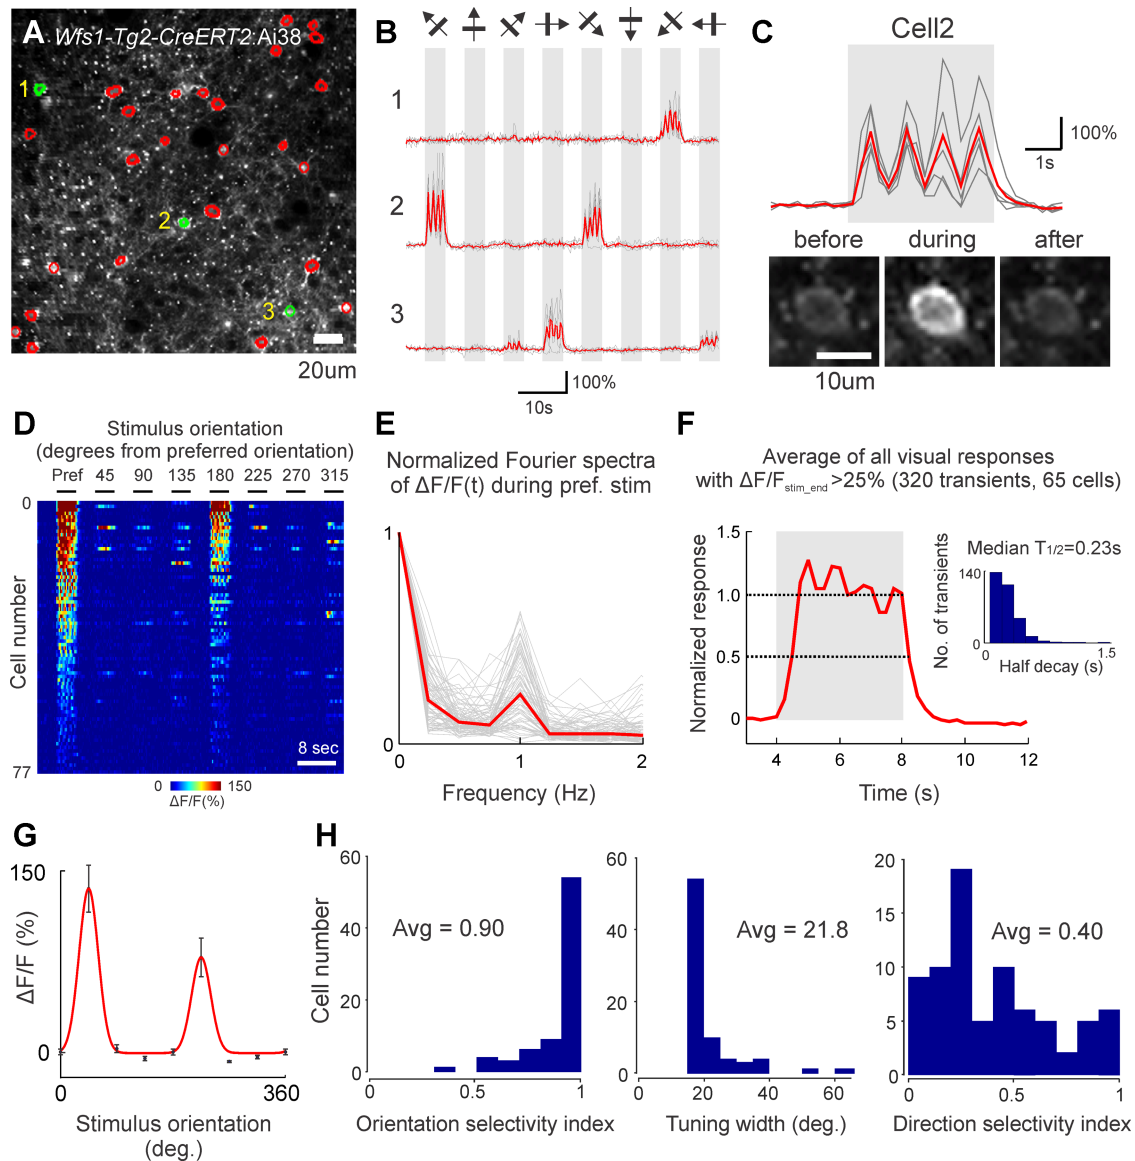 A
Wfs1-Tg2-CreERT2:Ai38
1
2
3
20um
B
1
2
3
100%
10s
C
Cell2
100%
1s
before during after
10um
D
Stimulus orientation
(degrees from preferred orientation)
Pref 45 90 135 180 225 270 315
0
Cell number
77
8 sec
0 150
ΔF/F(%)
E
Normalized Fourier spectra
of ΔF/F(t) during pref. stim
1
0
0 1 2
Frequency (Hz)
F
Average of all visual responses
with ΔF/Fstim_end>25% (320 transients, 65 cells)
1.5
1.0
0.5
0
Normalized response
4 6 8 10 12
Time (s)
Median T1/2=0.23s
No. of transients
140
0
0 1.5
Half decay (s)
G
150
0
ΔF/F (%)
0 360
Stimulus orientation
(deg.)
H
Cell number
60
40
20
0
Avg = 0.90
0 0.5 1
Orientation selectivity index
60
40
20
0
Avg = 21.8
0 20 40 60
Tuning width (deg.)
20
15
10
5
0
Avg = 0.40
0 0.5 1
Direction selectivity index